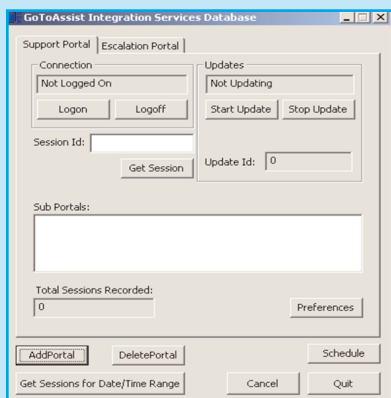 GoToAssist Integration Services Database
Support Portal Escalation Portal
Connection Updates
Not Logged On Not Updating
Logon Logoff Start Update Stop Update
Session Id:
Get Session Update Id: 0
Sub Portals:
Total Sessions Recorded:
0 Preferences
AddPortal DeletePortal Schedule
Get Sessions for Date/Time Range Cancel Quit